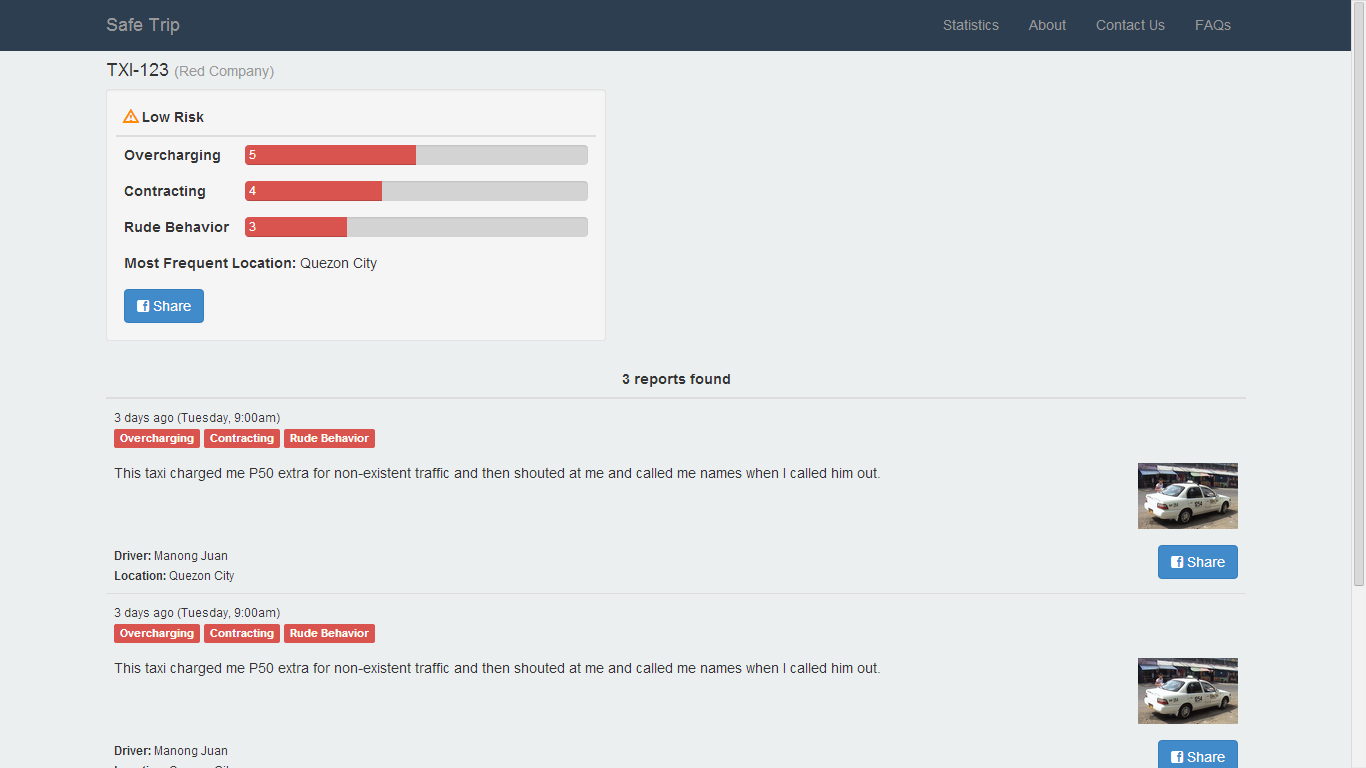 Safe Trip Statistics About Contact Us FAQs
TXI-123 (Red Company)
Low Risk
Overcharging 5
Contracting 4
Rude Behavior 3
Most Frequent Location: Quezon City
Share
3 reports found
3 days ago (Tuesday, 9:00am)
Overcharging Contracting Rude Behavior
This taxi charged me P50 extra for non-existent traffic and then shouted at me and called me names when I called him out.
Driver: Manong Juan
Location: Quezon City
Share
3 days ago (Tuesday, 9:00am)
Overcharging Contracting Rude Behavior
This taxi charged me P50 extra for non-existent traffic and then shouted at me and called me names when I called him out.
Driver: Manong Juan
Share